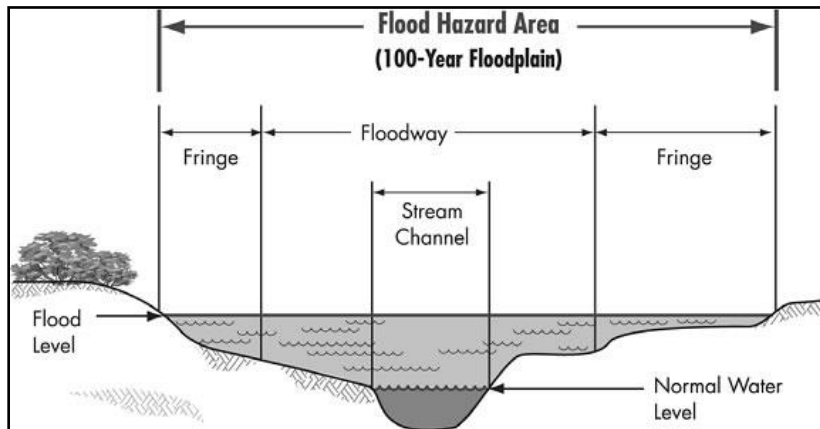 Flood Hazard Area
(100-Year Floodplain)
Floodway
Fringe
Fringe
Stream
Channel
Flood
Level
Normal Water
Level